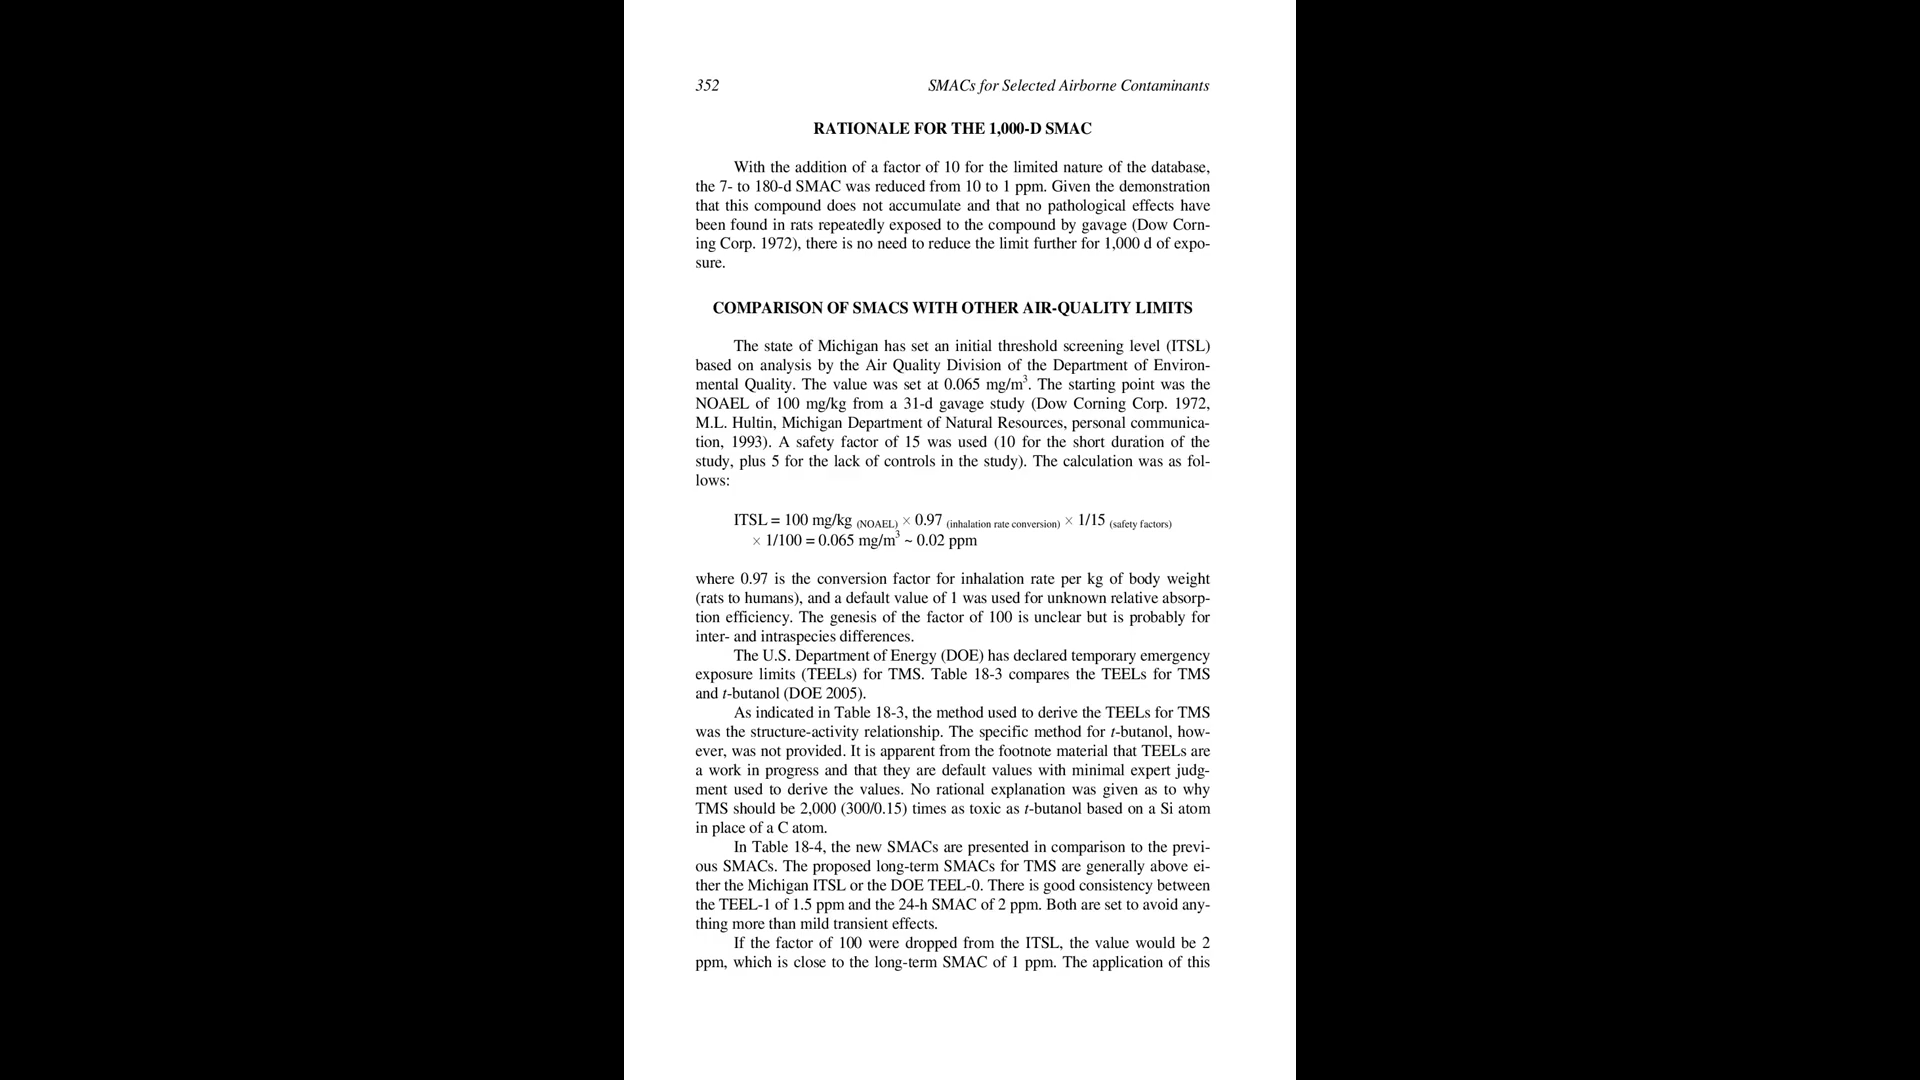 352 SMACs for Selected Airborne Contaminants
RATIONALE FOR THE 1,000-D SMAC
With the addition of a factor of 10 for the limited nature of the database,
the 7- to 180-d SMAC was reduced from 10 to 1 ppm. Given the demonstration
that this compound does not accumulate and that no pathological effects have
been found in rats repeatedly exposed to the compound by gavage (Dow Corn-
ing Corp. 1972), there is no need to reduce the limit further for 1,000 d of expo-
sure.
COMPARISON OF SMACS WITH OTHER AIR-QUALITY LIMITS
The state of Michigan has set an initial threshold screening level (ITSL)
based on analysis by the Air Quality Division of the Department of Environ-
mental Quality. The value was set at 0.065 mg/m³. The starting point was the
NOAEL of 100 mg/kg from a 31-d gavage study (Dow Corning Corp. 1972,
M.L. Hultin, Michigan Department of Natural Resources, personal communica-
tion, 1993). A safety factor of 15 was used (10 for the short duration of the
study, plus 5 for the lack of controls in the study). The calculation was as fol-
lows:
ITSL = 100 mg/kg (NOAEL) × 0.97 (inhalation rate conversion) × 1/15 (safety factors)
× 1/100 = 0.065 mg/m³ ~ 0.02 ppm
where 0.97 is the conversion factor for inhalation rate per kg of body weight
(rats to humans), and a default value of 1 was used for unknown relative absorp-
tion efficiency. The genesis of the factor of 100 is unclear but is probably for
inter- and intraspecies differences.
The U.S. Department of Energy (DOE) has declared temporary emergency
exposure limits (TEELs) for TMS. Table 18-3 compares the TEELs for TMS
and t-butanol (DOE 2005).
As indicated in Table 18-3, the method used to derive the TEELs for TMS
was the structure-activity relationship. The specific method for t-butanol, how-
ever, was not provided. It is apparent from the footnote material that TEELs are
a work in progress and that they are default values with minimal expert judg-
ment used to derive the values. No rational explanation was given as to why
TMS should be 2,000 (300/0.15) times as toxic as t-butanol based on a Si atom
in place of a C atom.
In Table 18-4, the new SMACs are presented in comparison to the previ-
ous SMACs. The proposed long-term SMACs for TMS are generally above ei-
ther the Michigan ITSL or the DOE TEEL-0. There is good consistency between
the TEEL-1 of 1.5 ppm and the 24-h SMAC of 2 ppm. Both are set to avoid any-
thing more than mild transient effects.
If the factor of 100 were dropped from the ITSL, the value would be 2
ppm, which is close to the long-term SMAC of 1 ppm. The application of this